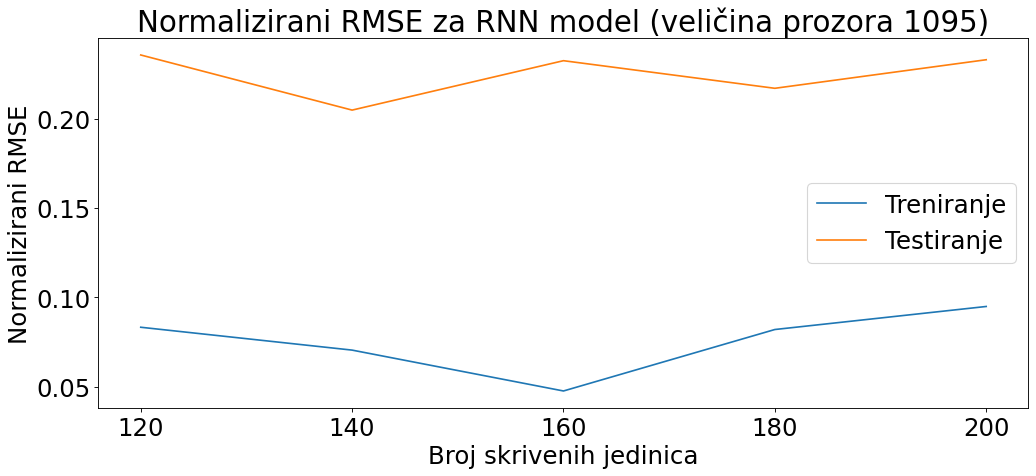 Normalizirani RMSE za RNN model (veličina prozora 1095)
Normalizirani RMSE
0.20
0.15
0.10
0.05
Treniranje
Testiranje
120 140 160 180 200
Broj skrivenih jedinica